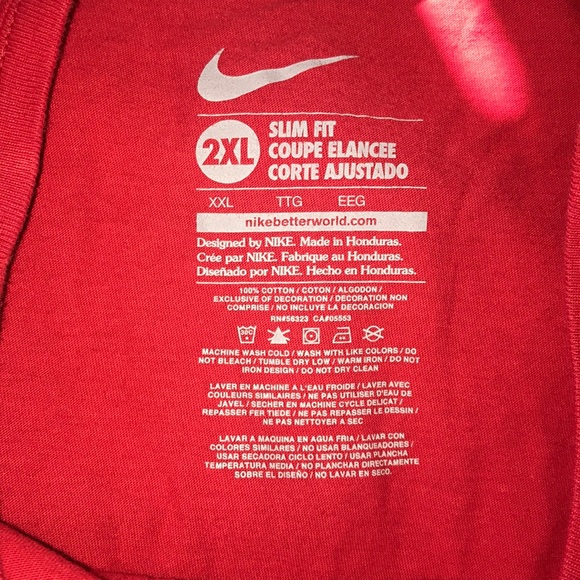 2XL
SLIM FIT
COUPE ELANCEE
CORTE AJUSTADO
XXL TTG EEG
nikebetterworld.com
Designed by NIKE. Made in Honduras.
Crée par NIKE. Fabrique au Honduras.
Diseñado por NIKE. Hecho en Honduras.
100% COTTON / COTON / ALGODON /
EXCLUSIVE OF DECORATION / DECORATION NON
COMPRISE / NO INCLUYE LA DECORACION
RN#56323 CA#05553
30C
MACHINE WASH COLD / WASH WITH LIKE COLORS / DO
NOT BLEACH / TUMBLE DRY LOW / WARM IRON / DO NOT
IRON DESIGN / DO NOT DRY CLEAN
LAVER EN MACHINE A L'EAU FROIDE / LAVER AVEC
COULEURS SIMILAIRES / NE PAS UTILISER D'EAU DE
JAVEL / SECHER EN MACHINE CYCLE DELICAT /
REPASSER FER TIEDE / NE PAS REPASSER LE DESSIN /
NE PAS NETTOYER A SEC
LAVAR A MAQUINA EN AGUA FRIA / LAVAR CON
COLORES SIMILARES / NO USAR BLANQUEADORES /
USAR SECADORA CICLO LENTO / USAR PLANCHA
TEMPERATURA MEDIA / NO PLANCHAR DIRECTAMENTE
SOBRE EL DISEÑO / NO LAVAR EN SECO.